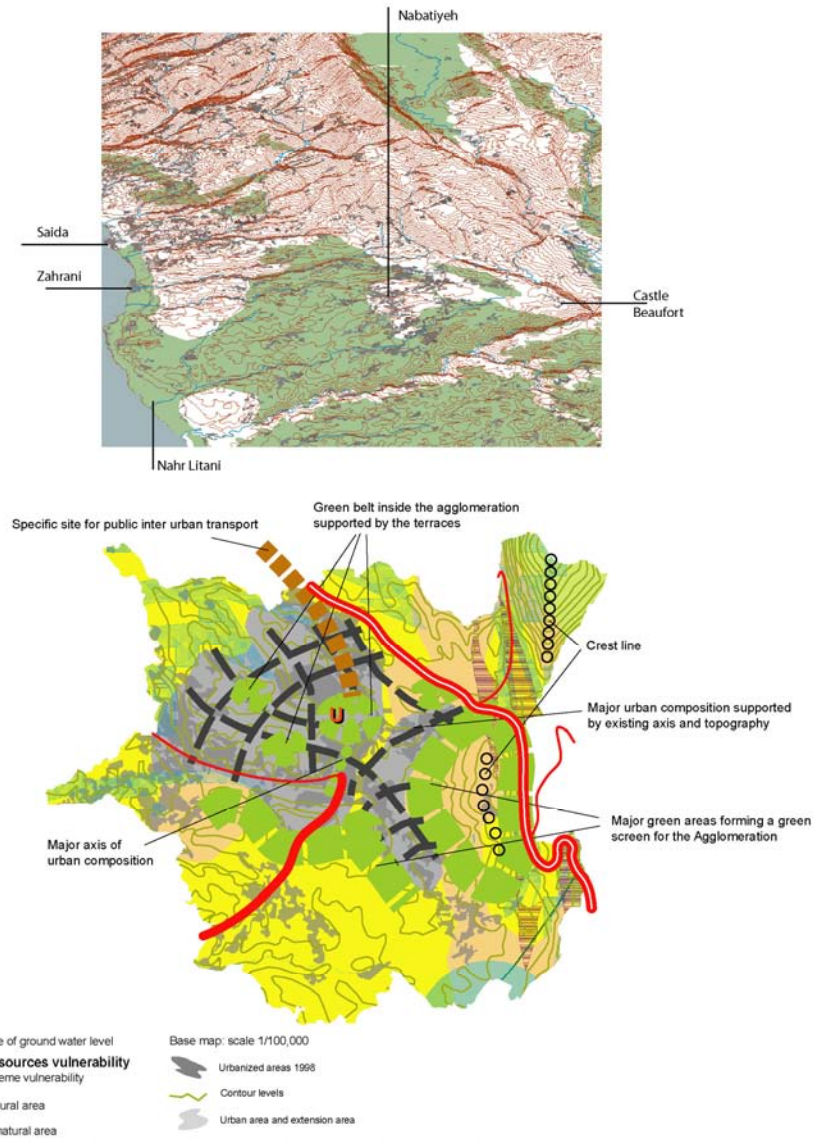 Nabatiyeh
Saida
Zahrani
Castle
Beaufort
Nahr Litani
Green belt inside the agglomeration
supported by the terraces
Specific site for public inter urban transport
Crest line
U
Major urban composition supported
by existing axis and topography
Major green areas forming a green
screen for the Agglomeration
Major axis of
urban composition
of ground water level
vulnerability
vulnerability
area
natural area
Base map: scale 1/100,000
Urbanized areas 1998
Contour levels
Urban area and extension area